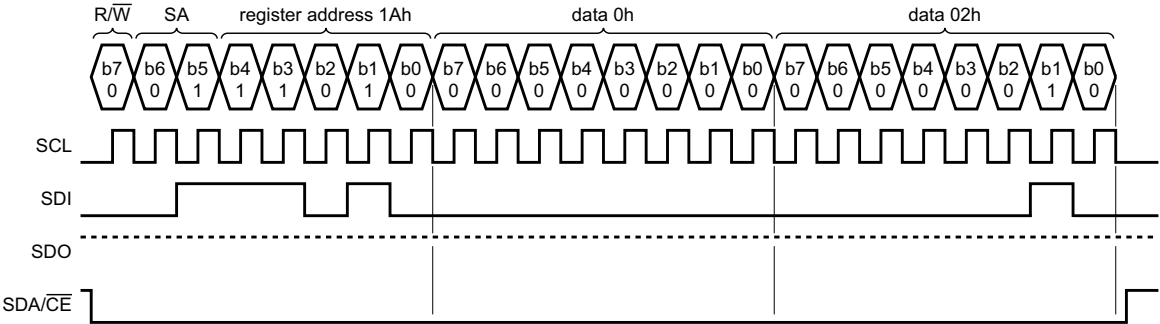 R/W̅ SA register address 1Ah data 0h data 02h
b7 b6 b5 b4 b3 b2 b1 b0 b7 b6 b5 b4 b3 b2 b1 b0 b7 b6 b5 b4 b3 b2 b1 b0
0 0 1 1 1 0 1 0 0 0 0 0 0 0 0 0 0 0 0 0 0 0 1 0
SCL
SDI
SDO
SDA/C̅E̅